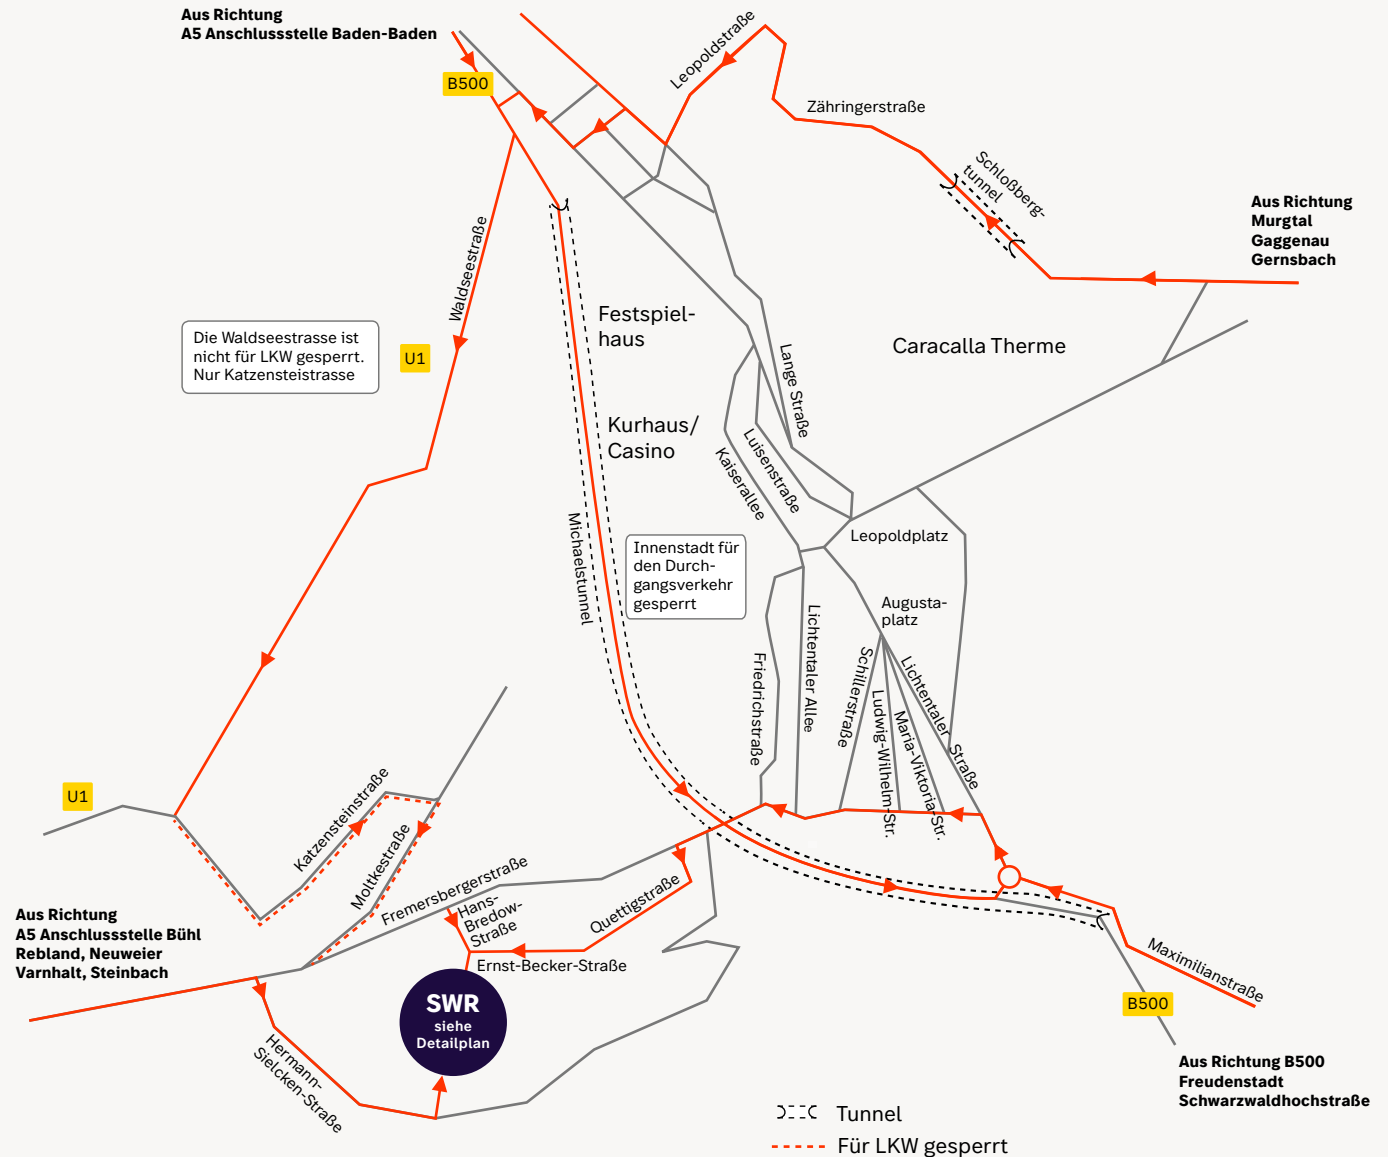 Aus Richtung
A5 Anschlussstelle Baden-Baden
B500
Leopoldstraße
Zähringerstraße
Schloßberg-
tunnel
Aus Richtung
Murgtal
Gaggenau
Gernsbach
Waldseestraße
Festspiel-
haus
Die Waldseestrasse ist
nicht für LKW gesperrt.
Nur Katzensteistrasse
U1
Caracalla Therme
Lange Straße
Kurhaus/
Casino
Luisenstraße
Kaiserallee
Michaelstunnel
Innenstadt für
den Durch-
gangsverkehr
gesperrt
Leopoldplatz
Augusta-
platz
Friedrichstraße
Lichtentaler Allee
Schillerstraße
Ludwig-Wilhelm-Str.
Maria-Viktoria-Str.
Lichtentaler Straße
U1
Katzensteinstraße
Moltkestraße
Fremersbergerstraße
Hans-
Bredow-
Straße
Quettigstraße
Ernst-Becker-Straße
Aus Richtung
A5 Anschlussstelle Bühl
Rebland, Neuweier
Varnhalt, Steinbach
SWR
siehe
Detailplan
Hermann-
Sielcken-Straße
Maximilianstraße
B500
Aus Richtung B500
Freudenstadt
Schwarzwaldhochstraße
Tunnel
Für LKW gesperrt